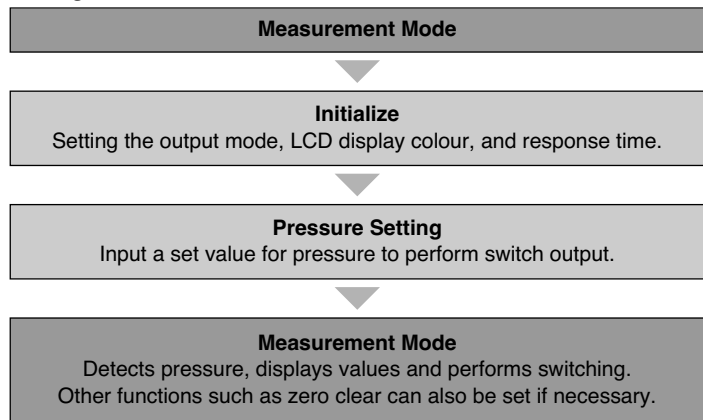 Measurement Mode
Initialize
Setting the output mode, LCD display colour, and response time.
Pressure Setting
Input a set value for pressure to perform switch output.
Measurement Mode
Detects pressure, displays values and performs switching.
Other functions such as zero clear can also be set if necessary.